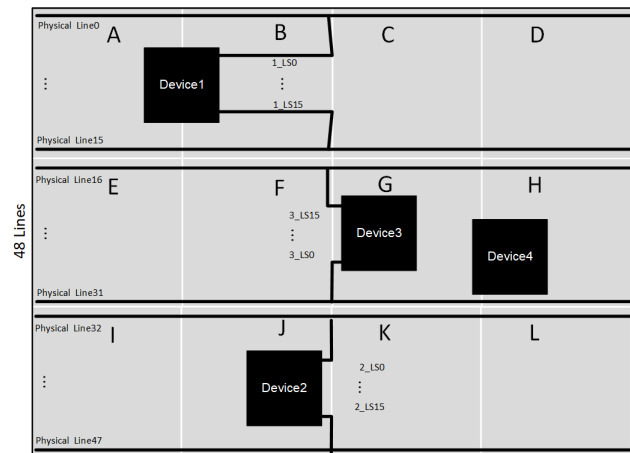 Physical Line0
A
B
C
D
1_LS0
⋮
⋮
Device1
1_LS15
Physical Line15
Physical Line16
E
F
G
H
3_LS15
⋮
⋮
Device3
3_LS0
Device4
48 Lines
Physical Line31
Physical Line32
I
J
K
L
2_LS0
⋮
Device2
⋮
2_LS15
Physical Line47